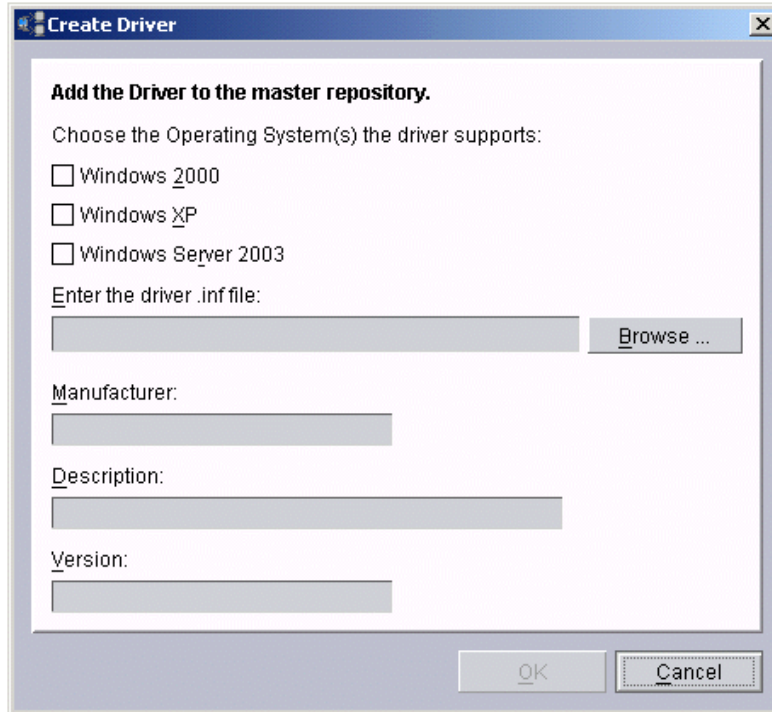 Create Driver
Add the Driver to the master repository.
Choose the Operating System(s) the driver supports:
Windows 2000
Windows XP
Windows Server 2003
Enter the driver .inf file:
Browse ...
Manufacturer:
Description:
Version:
OK
Cancel